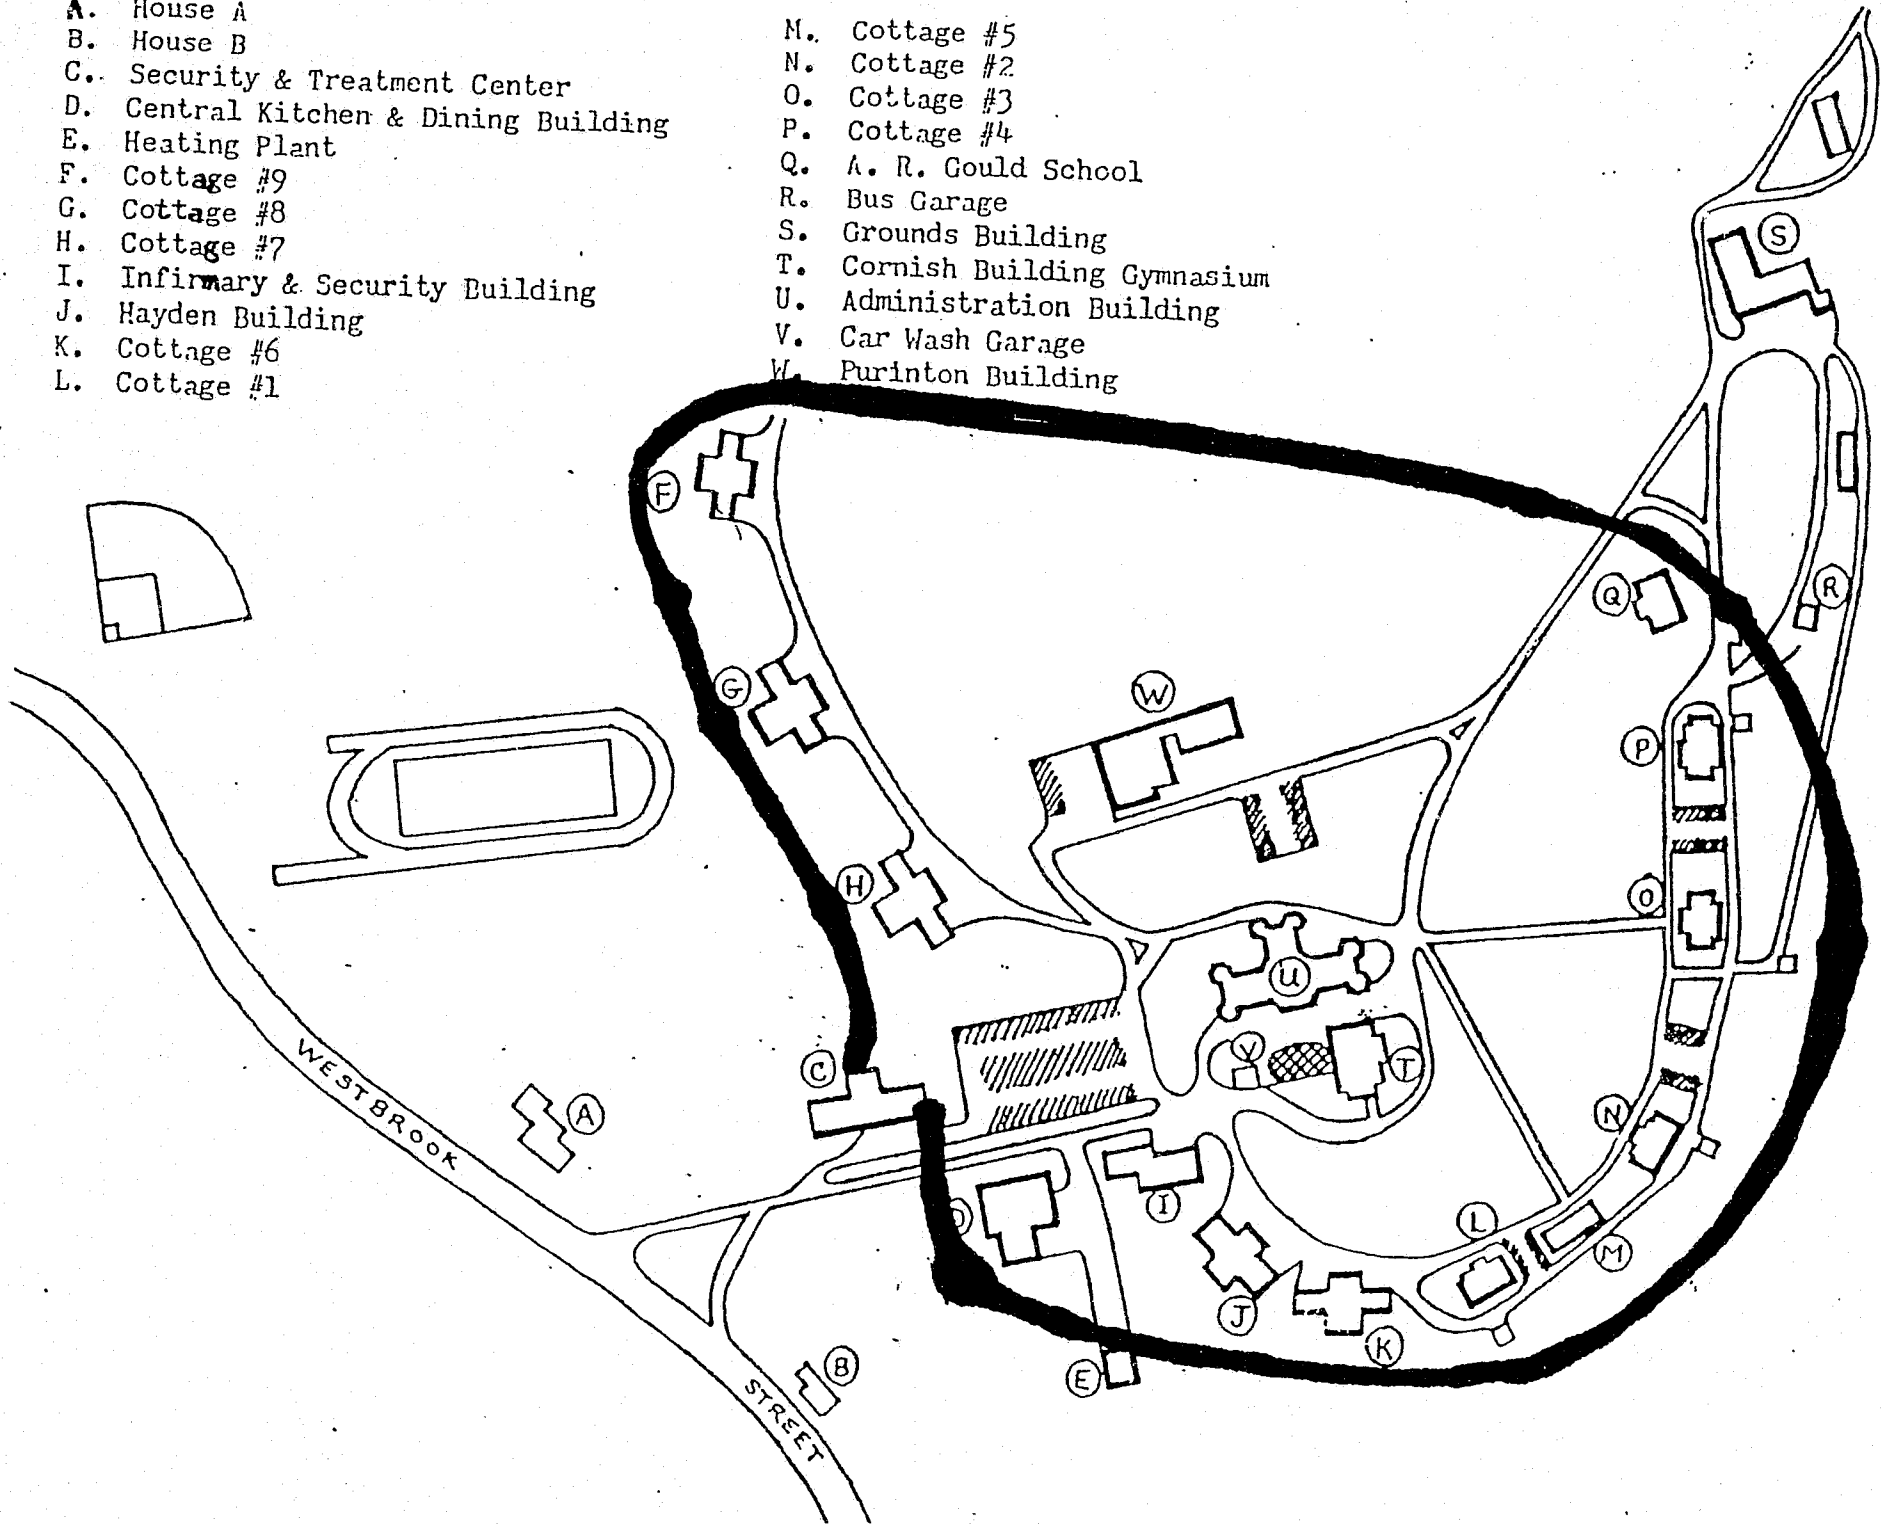 A. House A
B. House B
C. Security & Treatment Center
D. Central Kitchen & Dining Building
E. Heating Plant
F. Cottage #9
G. Cottage #8
H. Cottage #7
I. Infirmary & Security Building
J. Hayden Building
K. Cottage #6
L. Cottage #1
M. Cottage #5
N. Cottage #2
O. Cottage #3
P. Cottage #4
Q. A. R. Gould School
R. Bus Garage
S. Grounds Building
T. Cornish Building Gymnasium
U. Administration Building
V. Car Wash Garage
W. Purinton Building
S
F
Q
R
G
W
P
H
O
U
V
T
C
A
N
I
D
L
M
J
K
B
E
WESTBROOK
STREET